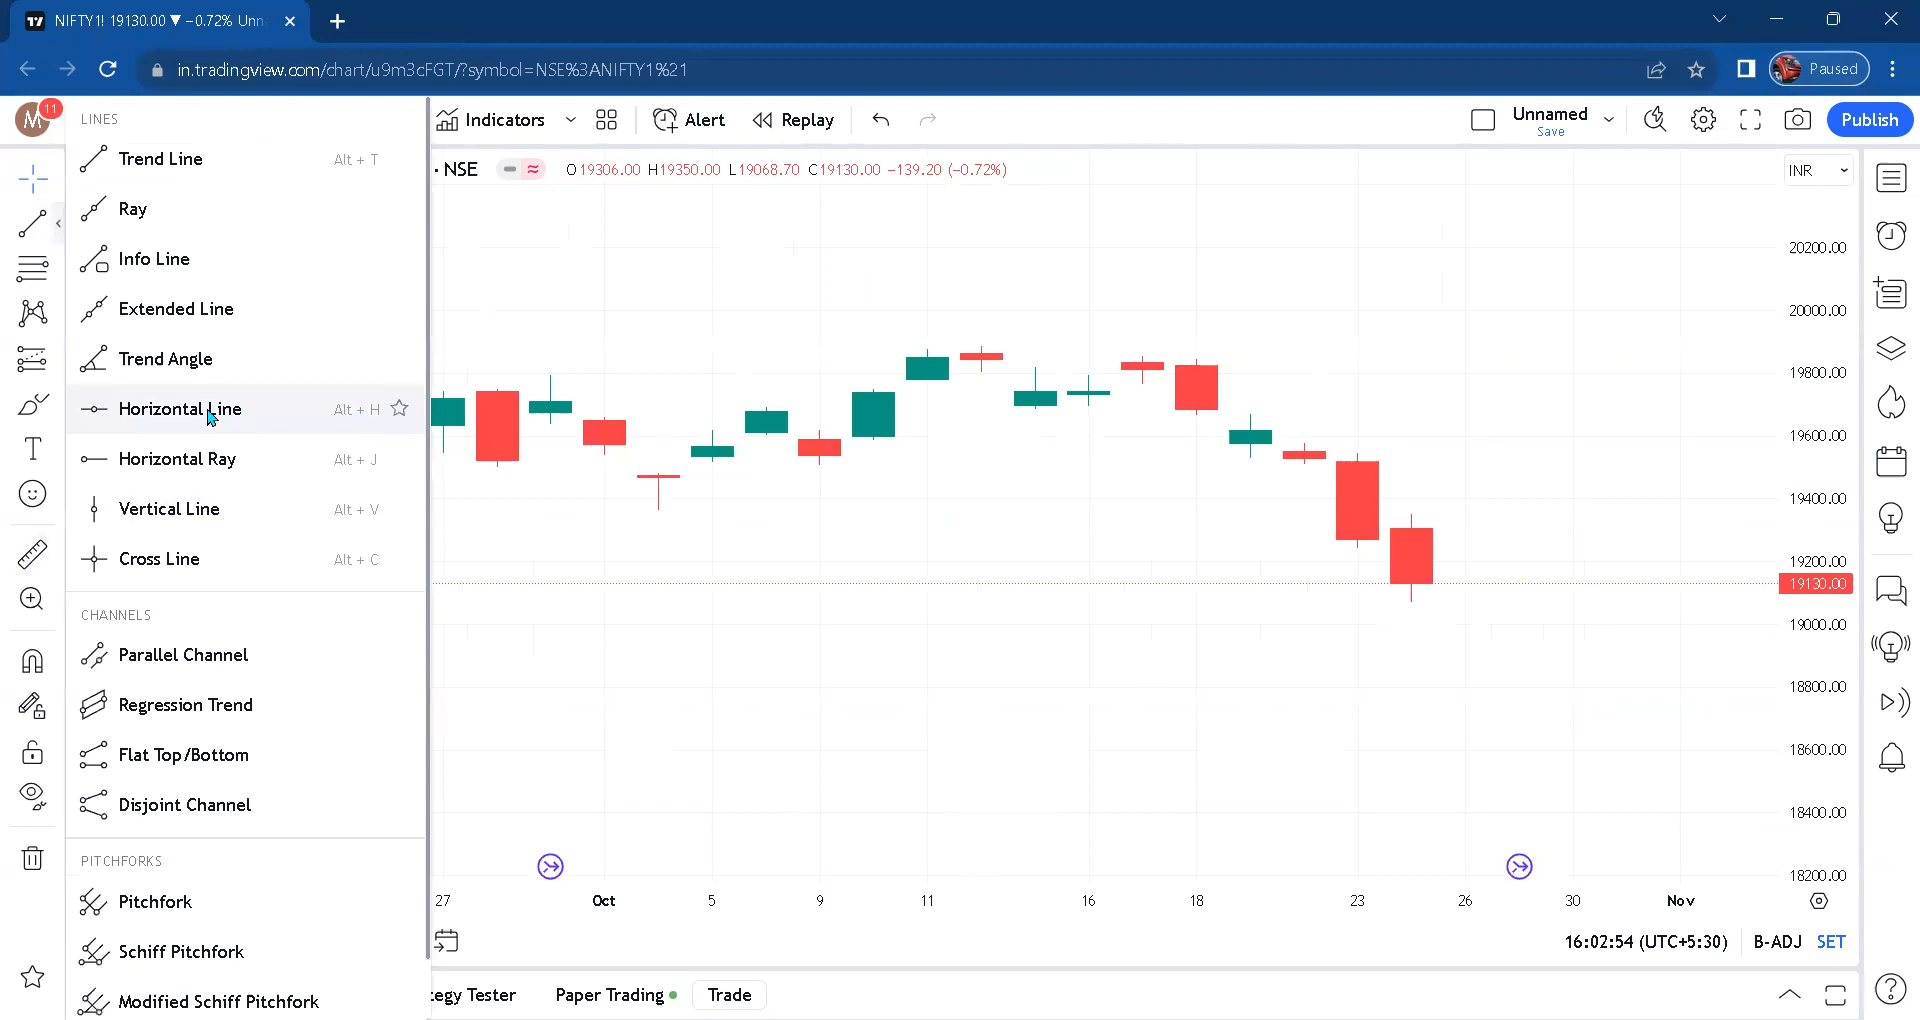 NIFTY1! 19130.00 ▼ −0.72% Unn
in.tradingview.com/chart/u9m3cFGT/?symbol=NSE%3ANIFTY1%21
Paused
M
11
Indicators
Alert
Replay
Unnamed
Save
Publish
LINES
Trend Line Alt + T
Ray
Info Line
Extended Line
Trend Angle
Horizontal Line Alt + H
Horizontal Ray Alt + J
Vertical Line Alt + V
Cross Line Alt + C
CHANNELS
Parallel Channel
Regression Trend
Flat Top/Bottom
Disjoint Channel
PITCHFORKS
Pitchfork
Schiff Pitchfork
Modified Schiff Pitchfork
· NSE O19306.00 H19350.00 L19068.70 C19130.00 −139.20 (−0.72%)
INR
20200.00
20000.00
19800.00
19600.00
19400.00
19200.00
19130.00
19000.00
18800.00
18600.00
18400.00
18200.00
27 Oct 5 9 11 16 18 23 26 30 Nov
16:02:54 (UTC+5:30) B-ADJ SET
tegy Tester Paper Trading Trade